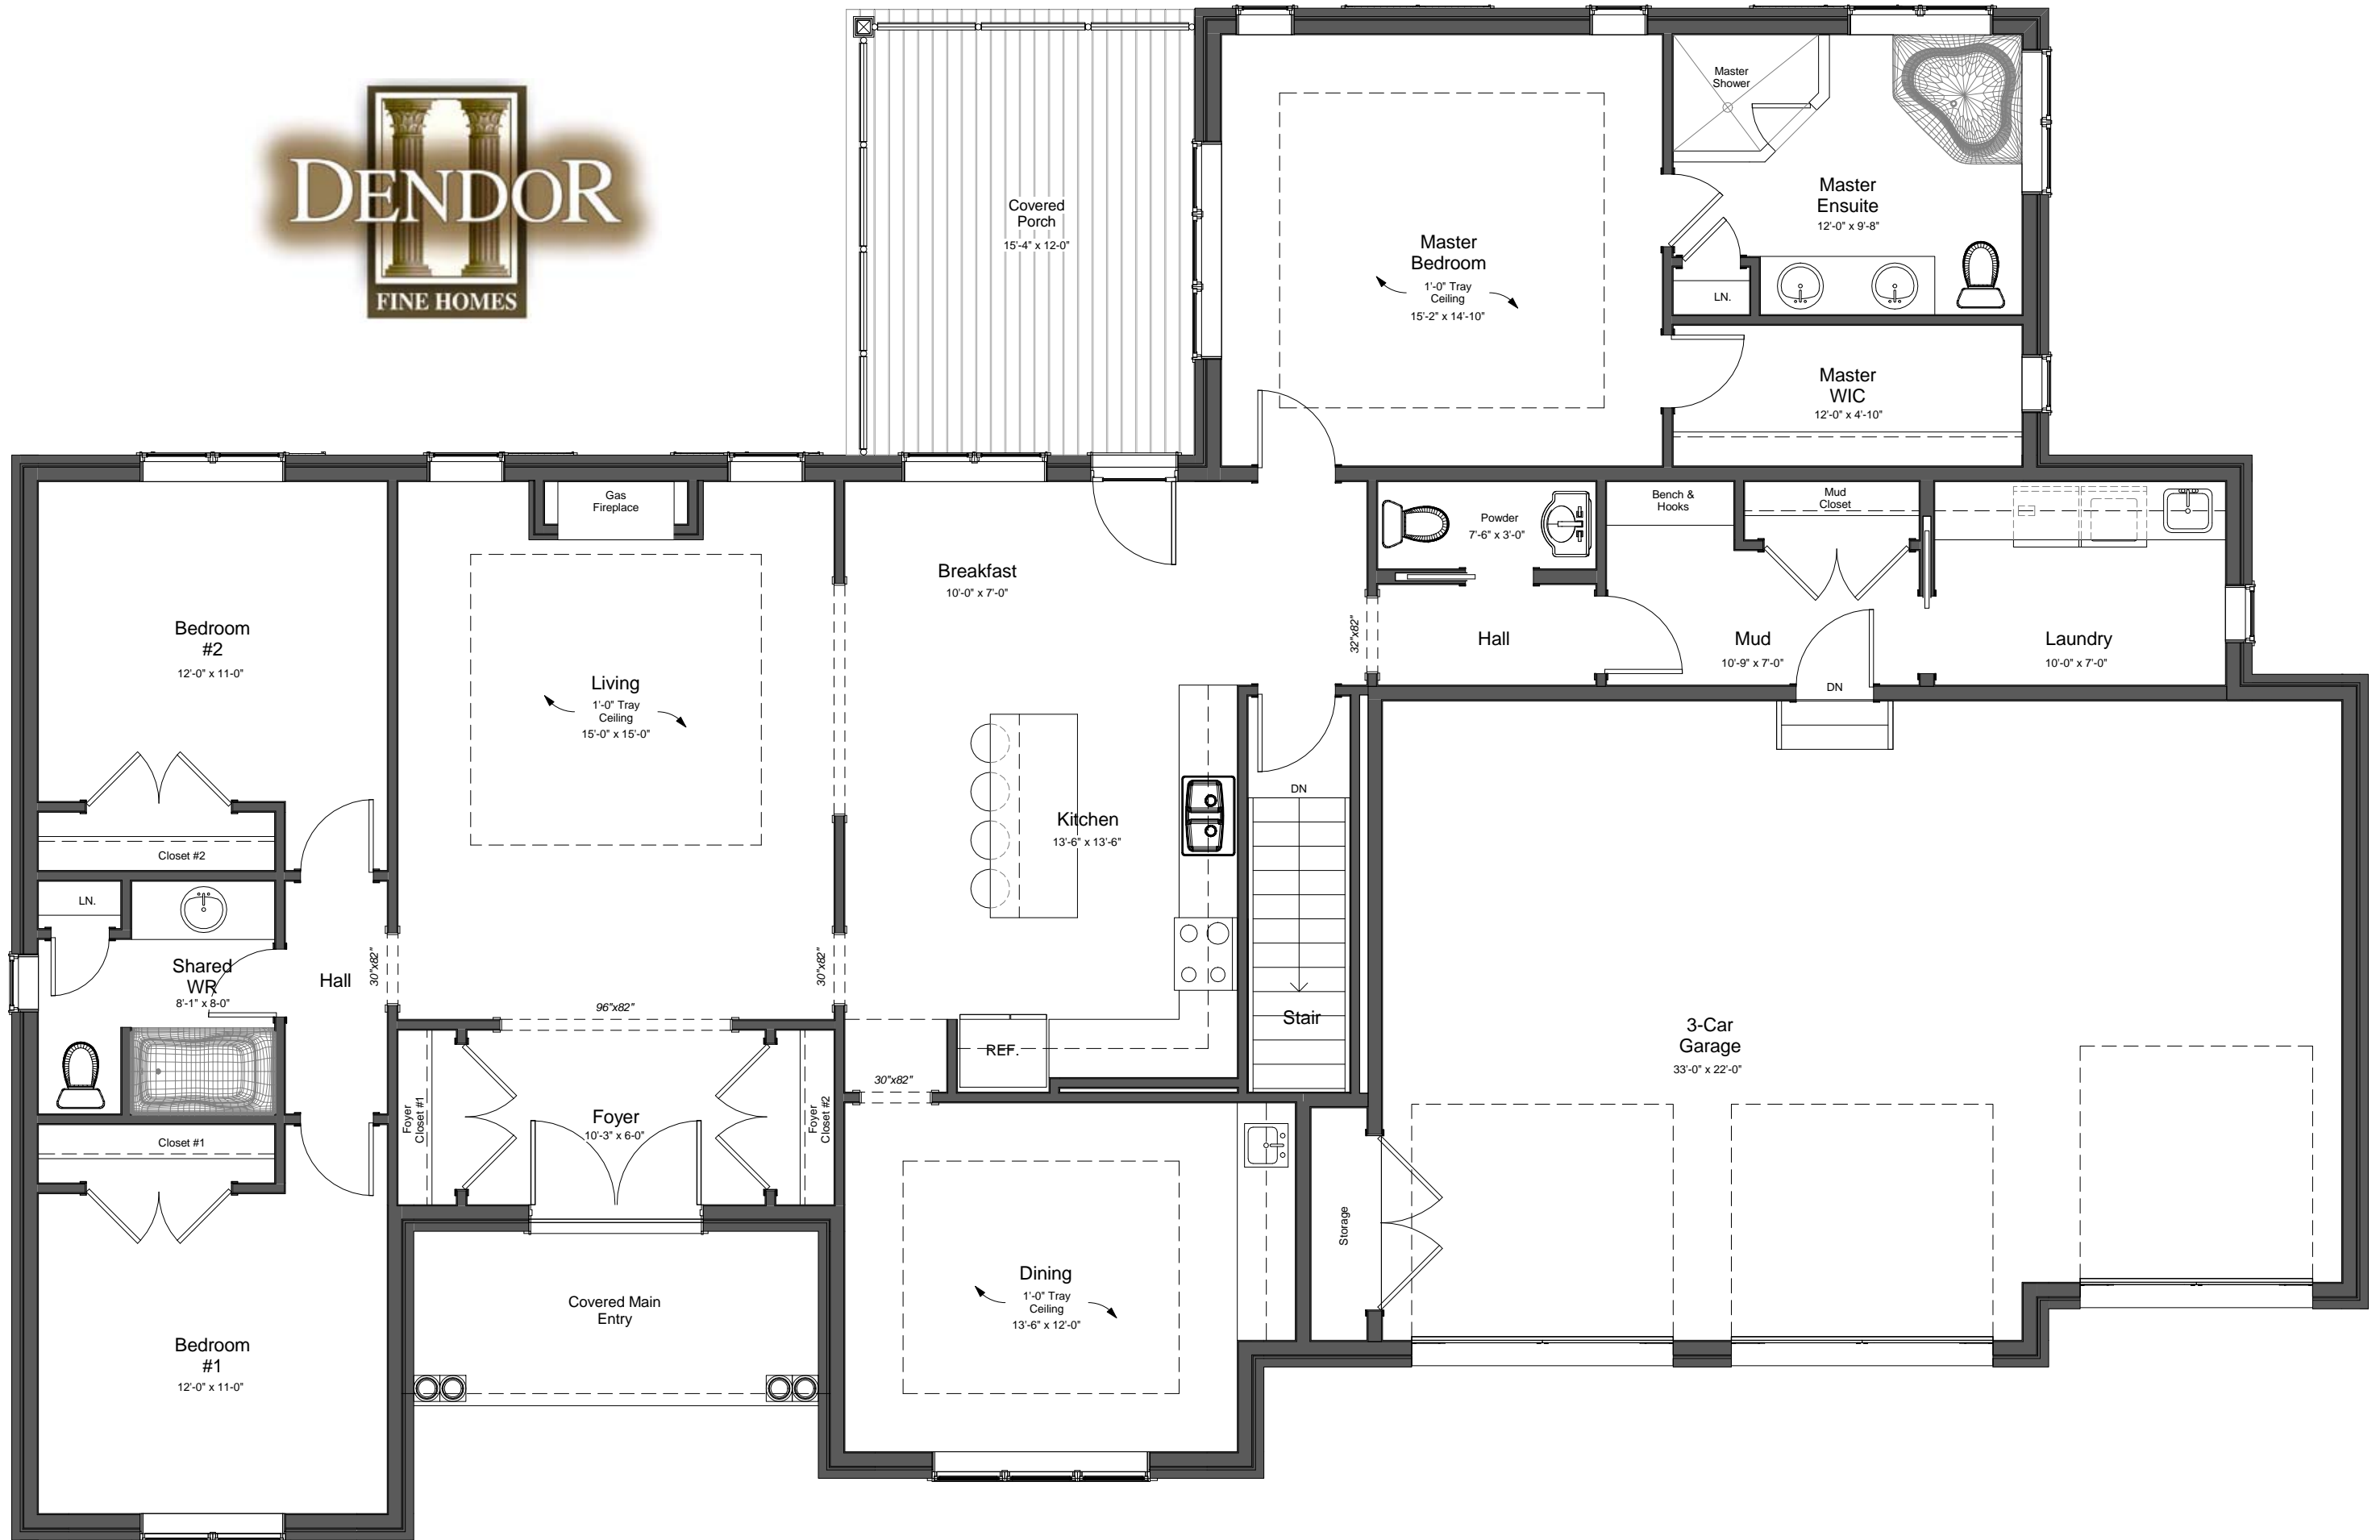 DENDOR
FINE HOMES
Covered
Porch
15'-4" x 12'-0"
Master
Bedroom
1'-0" Tray
Ceiling
15'-2" x 14'-10"
Master
Shower
Master
Ensuite
12'-0" x 9'-8"
LN.
Master
WIC
12'-0" x 4'-10"
Bedroom
#2
12'-0" x 11'-0"
Closet #2
Gas
Fireplace
Living
1'-0" Tray
Ceiling
15'-0" x 15'-0"
Breakfast
10'-0" x 7'-0"
Kitchen
13'-6" x 13'-6"
REF.
32"x82"
Powder
7'-6" x 3'-0"
Hall
Bench &
Hooks
Mud
Closet
Mud
10'-9" x 7'-0"
DN
Laundry
10'-0" x 7'-0"
DN
Stair
LN.
Shared
WR
8'-1" x 8'-0"
Hall
30"x82"
30"x82"
96"x82"
30"x82"
Closet #1
Bedroom
#1
12'-0" x 11'-0"
Foyer
Closet #1
Foyer
10'-3" x 6'-0"
Foyer
Closet #2
Covered Main
Entry
Dining
1'-0" Tray
Ceiling
13'-6" x 12'-0"
Storage
3-Car
Garage
33'-0" x 22'-0"